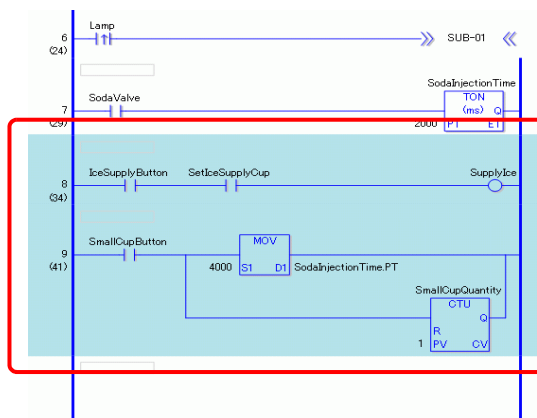 Lamp
6
(24)
↑
SUB-01
SodaInjectionTime
SodaValve
TON
7
(ms) Q
(29)
2000 PT ET
IceSupplyButton SetIceSupplyCup SupplyIce
8
(34)
SmallCupButton
MOV
9
(41)
4000 S1 D1 SodaInjectionTime.PT
SmallCupQuantity
CTU
Q
R
1 PV CV